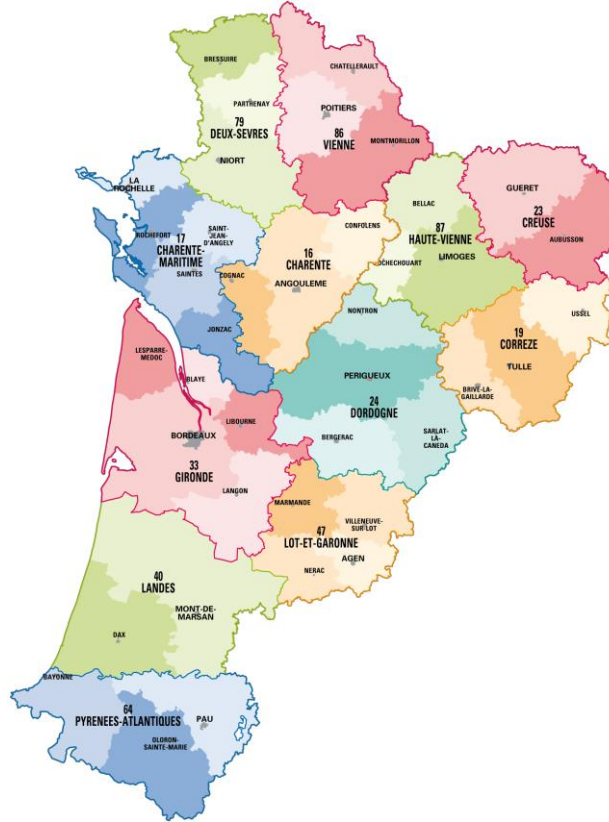 BRESSUIRE
CHATELLERAULT
PARTHENAY
79
DEUX-SEVRES
NIORT
POITIERS
86
VIENNE
MONTMORILLON
LA
ROCHELLE
ROCHEFORT
17
CHARENTE-
MARITIME
SAINT-
JEAN-
D'ANGELY
SAINTES
JONZAC
COGNAC
16
CHARENTE
CONFOLENS
ANGOULEME
BELLAC
87
HAUTE-VIENNE
OCHECHOUART
LIMOGES
GUERET
23
CREUSE
AUBUSSON
USSEL
19
CORREZE
TULLE
BRIVE-LA-
GAILLARDE
NONTRON
PERIGUEUX
24
DORDOGNE
BERGERAC
SARLAT-
LA-
CANEDA
LESPARRE-
MEDOC
BLAYE
LIBOURNE
BORDEAUX
33
GIRONDE
LANGON
MARMANDE
VILLENEUVE-
SUR-LOT
47
LOT-ET-GARONNE
AGEN
NERAC
40
LANDES
MONT-DE-
MARSAN
DAX
BAYONNE
64
PYRENEES-ATLANTIQUES
PAU
OLORON-
SAINTE-MARIE